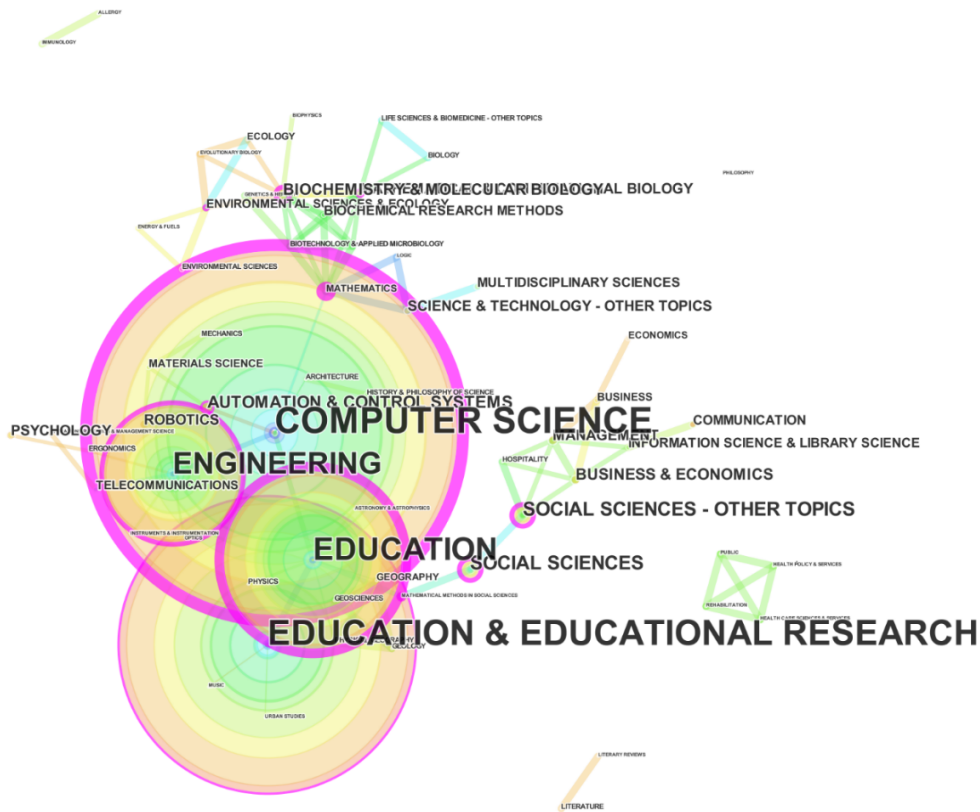 ALLERGY
IMMUNOLOGY
BIOPHYSICS
LIFE SCIENCES & BIOMEDICINE - OTHER TOPICS
ECOLOGY
EVOLUTIONARY BIOLOGY
BIOLOGY
PHILOSOPHY
BIOCHEMISTRY & MOLECULAR BIOLOGY
BIOLOGY
GENETICS &
ENVIRONMENTAL SCIENCES & ECOLOGY
BIOCHEMICAL RESEARCH METHODS
ENERGY & FUELS
BIOTECHNOLOGY & APPLIED MICROBIOLOGY
LOGIC
ENVIRONMENTAL SCIENCES
MULTIDISCIPLINARY SCIENCES
MATHEMATICS
SCIENCE & TECHNOLOGY - OTHER TOPICS
MECHANICS
ECONOMICS
MATERIALS SCIENCE
ARCHITECTURE
HISTORY & PHILOSOPHY OF SCIENCE
BUSINESS
AUTOMATION & CONTROL SYSTEMS
COMPUTER SCIENCE
ROBOTICS
COMMUNICATION
PSYCHOLOGY
& MANAGEMENT SCIENCE
MANAGEMENT
INFORMATION SCIENCE & LIBRARY SCIENCE
ERGONOMICS
HOSPITALITY
ENGINEERING
BUSINESS & ECONOMICS
TELECOMMUNICATIONS
ASTRONOMY & ASTROPHYSICS
SOCIAL SCIENCES - OTHER TOPICS
INSTRUMENTS & INSTRUMENTATION
OPTICS
EDUCATION
PUBLIC
SOCIAL SCIENCES
HEALTH POLICY & SERVICES
GEOGRAPHY
PHYSICS
MATHEMATICAL METHODS IN SOCIAL SCIENCES
GEOSCIENCES
REHABILITATION
HEALTH CARE SCIENCES & SERVICES
EDUCATION & EDUCATIONAL RESEARCH
GEOLOGY
MUSIC
URBAN STUDIES
LITERARY REVIEWS
LITERATURE